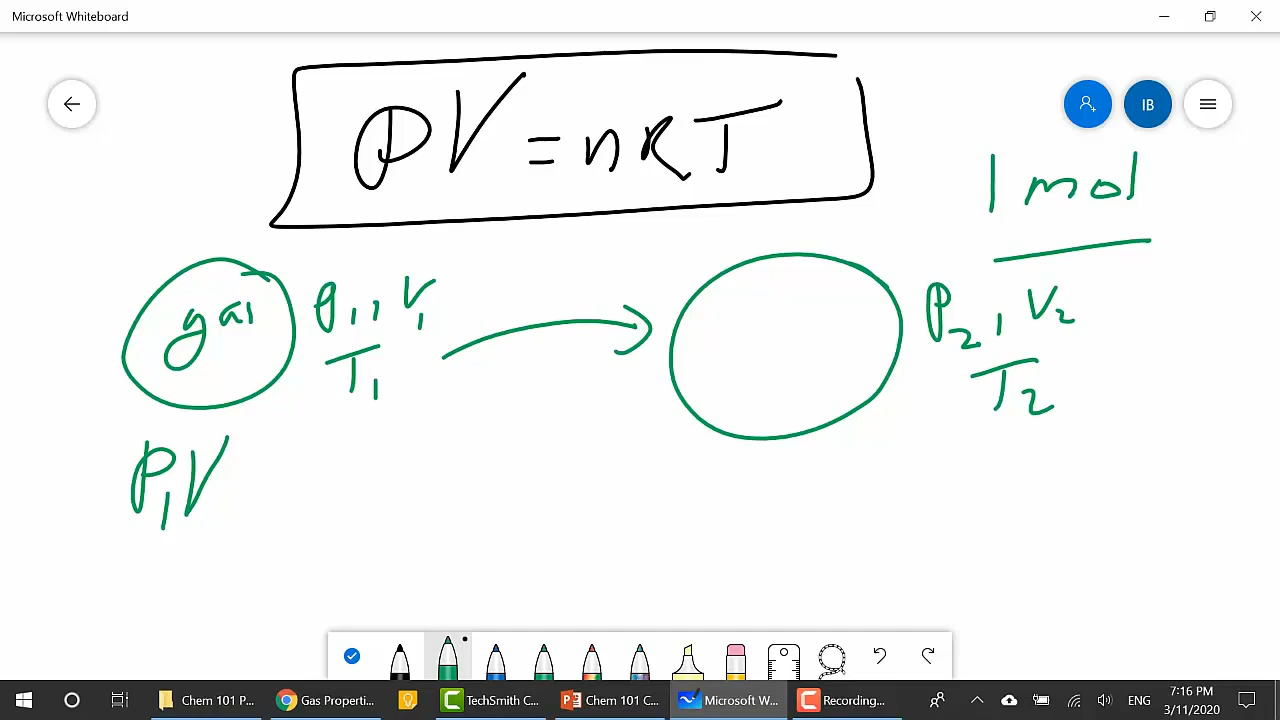 Microsoft Whiteboard
IB
PV = nRT
1 mol
gas P₁, V₁
T₁
P₂, V₂
T₂
P₁V
Chem 101 P...
Gas Properti...
TechSmith C...
Chem 101 C...
Microsoft W...
Recording...
ENG
7:16 PM
3/11/2020